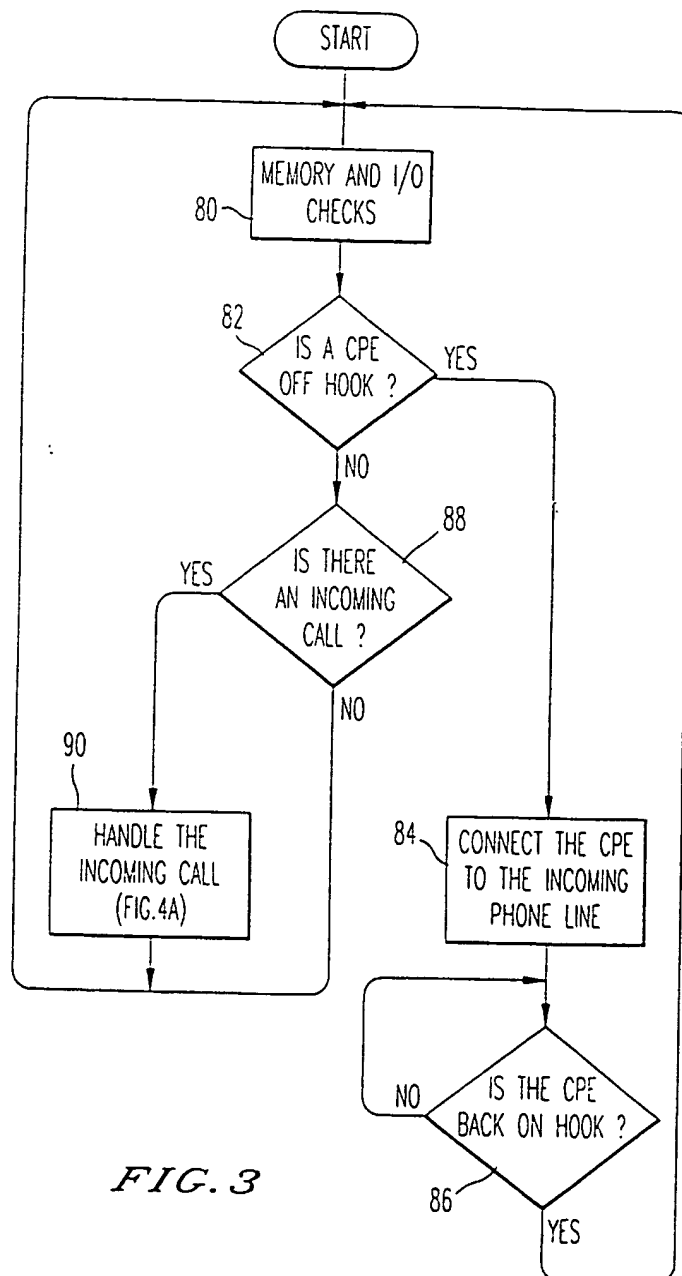 START
MEMORY AND I/O
CHECKS
80
82
IS A CPE
OFF HOOK ?
YES
NO
88
IS THERE
AN INCOMING
CALL ?
YES
NO
90
HANDLE THE
INCOMING CALL
(FIG.4A)
84
CONNECT THE CPE
TO THE INCOMING
PHONE LINE
IS THE CPE
BACK ON HOOK ?
NO
86
YES
FIG. 3